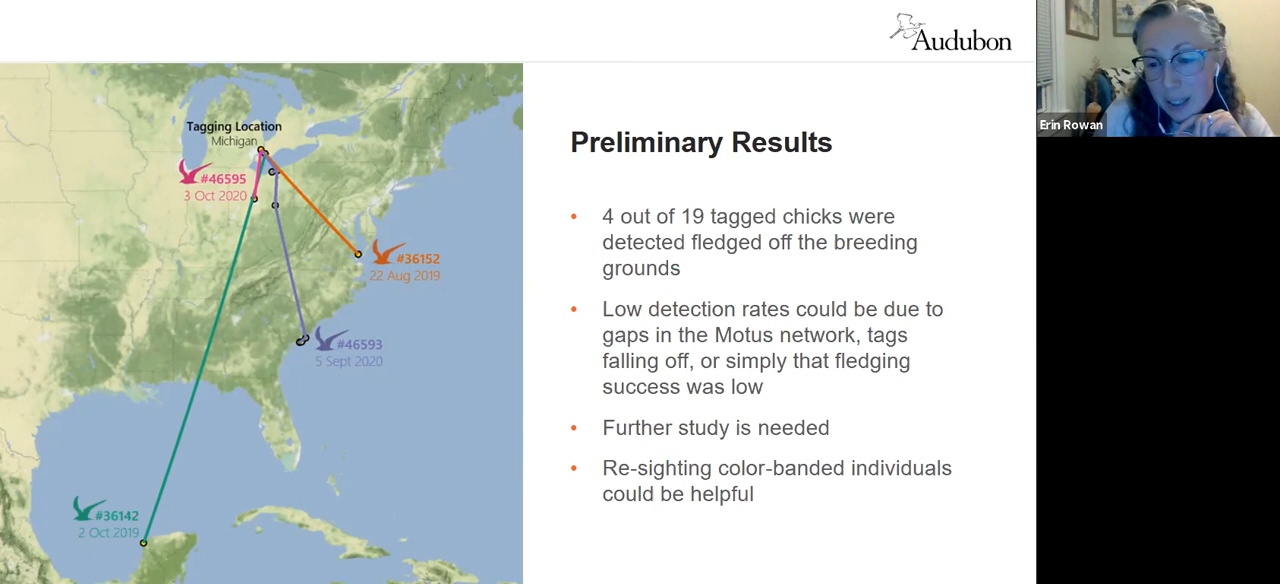 Audubon
Erin Rowan
Tagging Location
Michigan
#46595
3 Oct 2020
#36152
22 Aug 2019
#46593
5 Sept 2020
#36142
2 Oct 2019
Preliminary Results
• 4 out of 19 tagged chicks were
detected fledged off the breeding
grounds
• Low detection rates could be due to
gaps in the Motus network, tags
falling off, or simply that fledging
success was low
• Further study is needed
• Re-sighting color-banded individuals
could be helpful